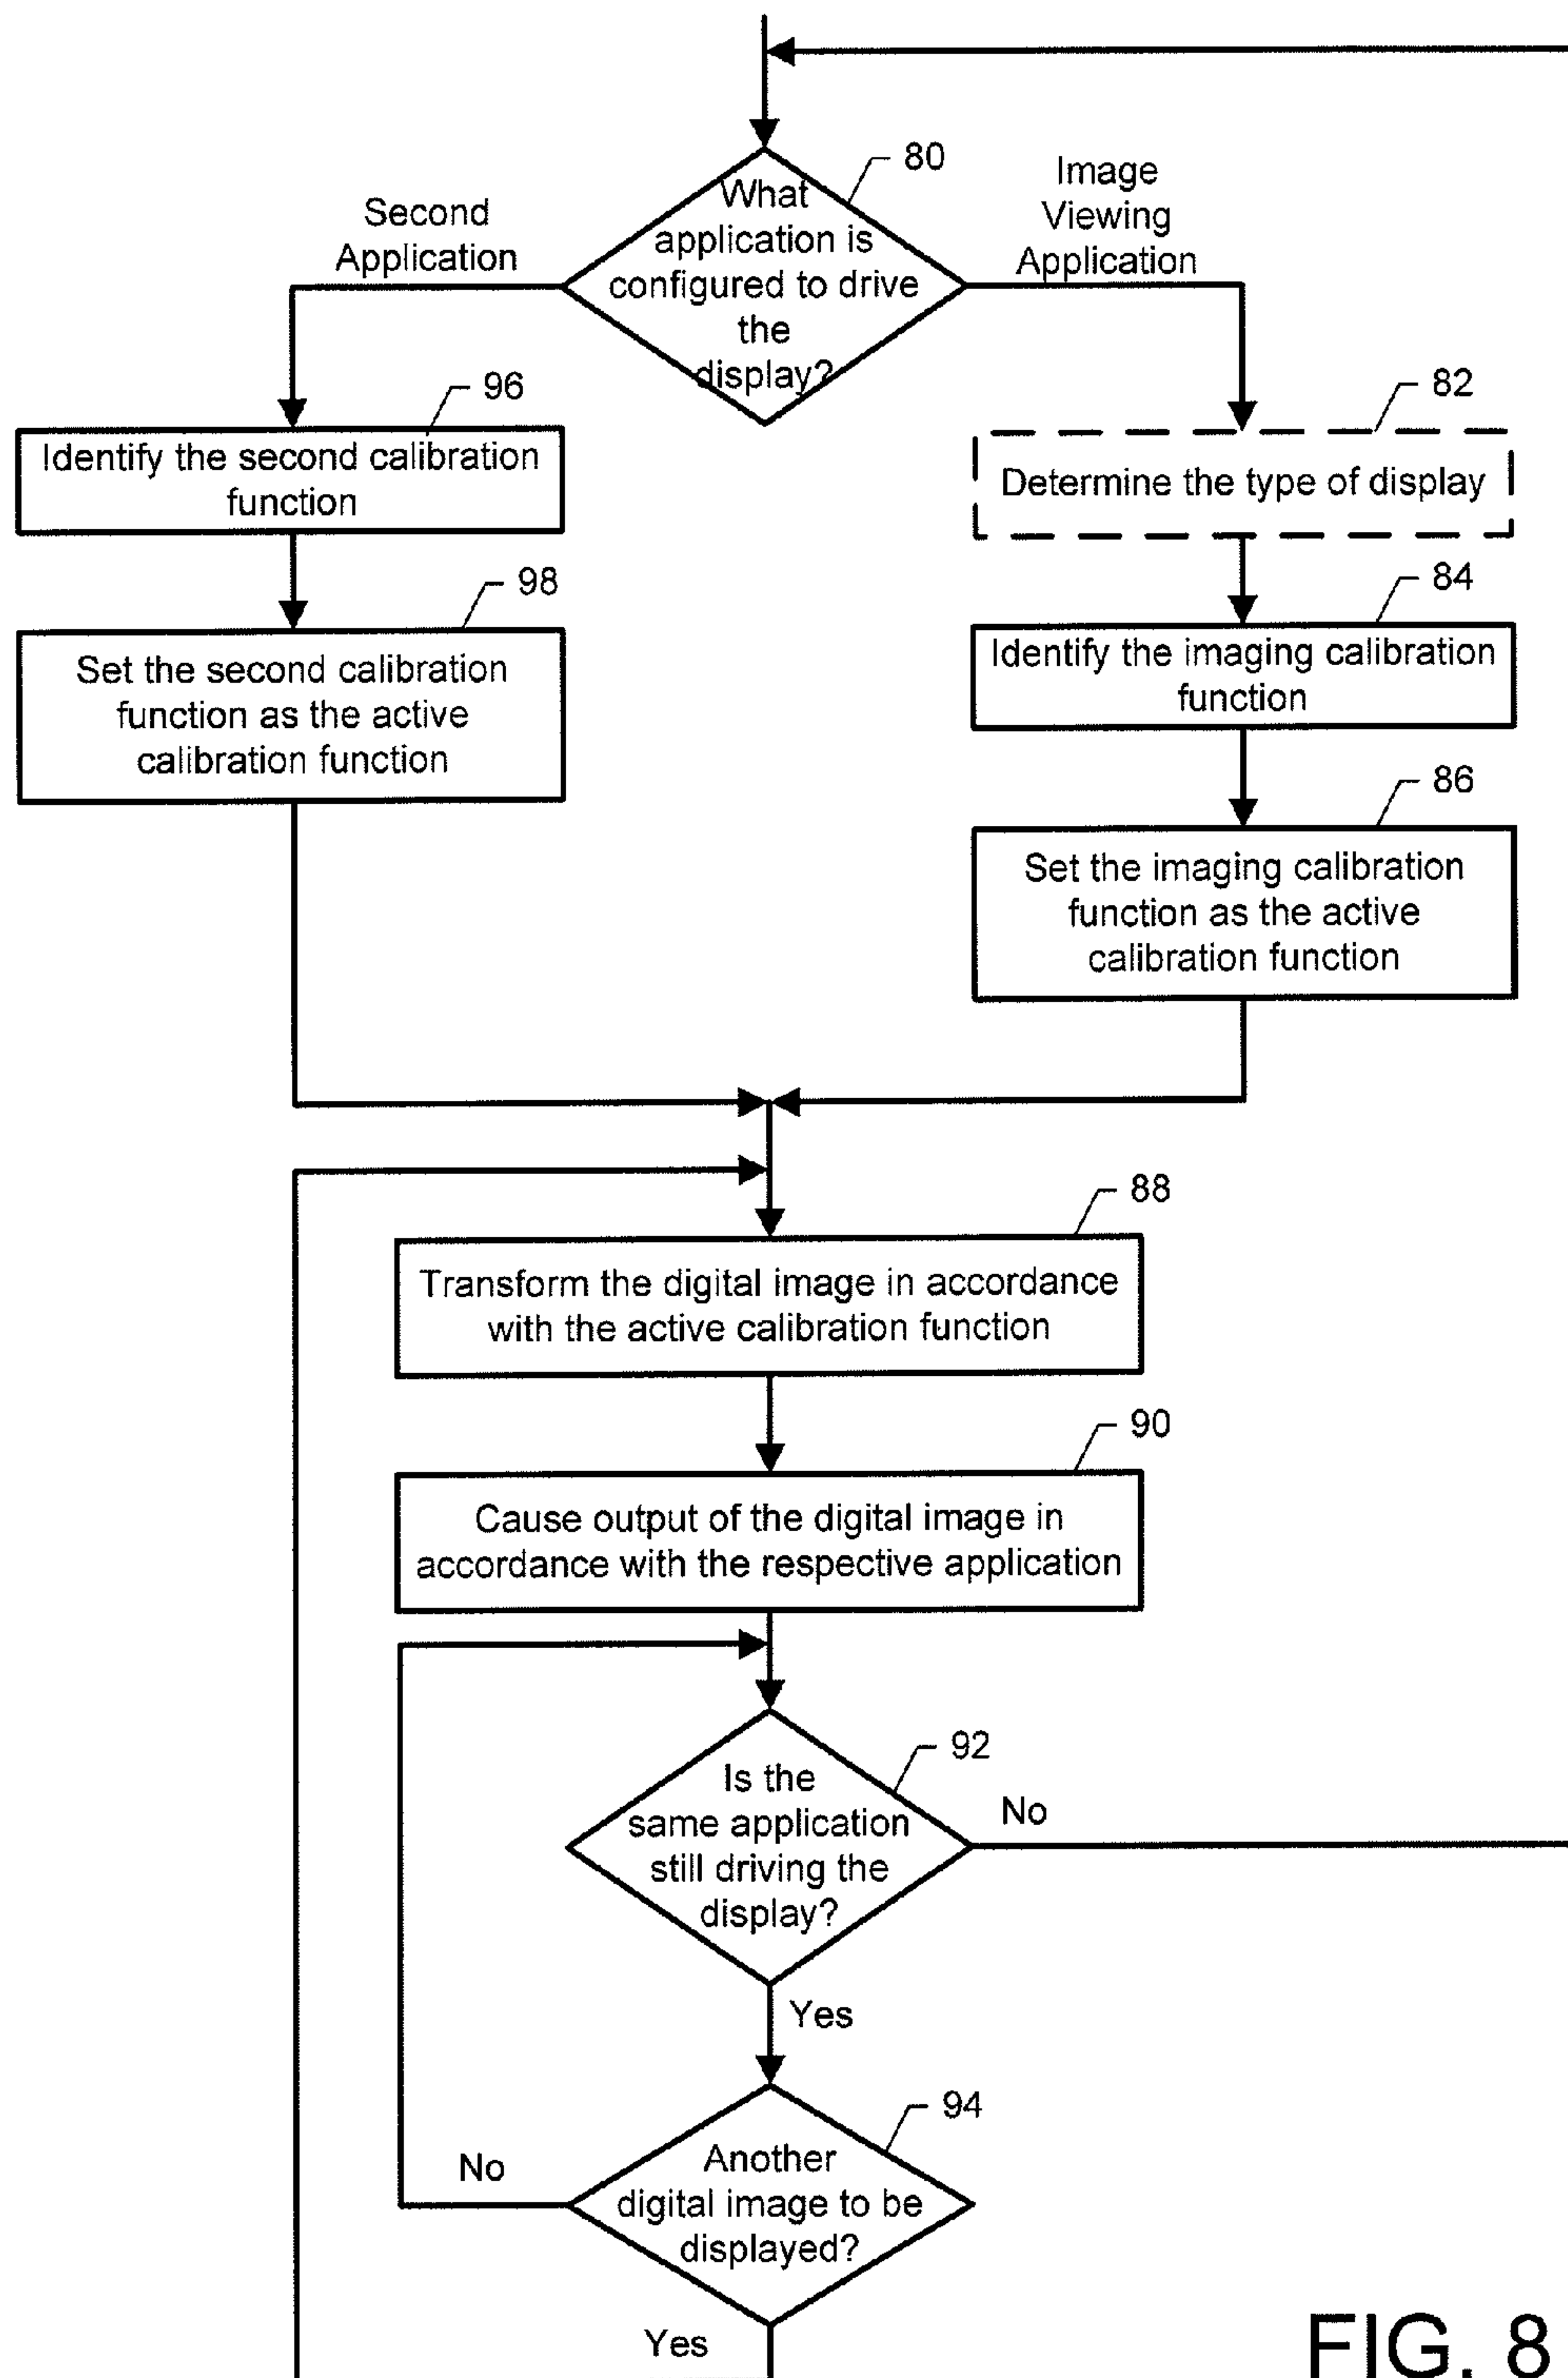 80
What
application is
configured to drive
the
display?
Second
Application
Image
Viewing
Application
96
Identify the second calibration
function
98
Set the second calibration
function as the active
calibration function
82
Determine the type of display
84
Identify the imaging calibration
function
86
Set the imaging calibration
function as the active
calibration function
88
Transform the digital image in accordance
with the active calibration function
90
Cause output of the digital image in
accordance with the respective application
92
Is the
same application
still driving the
display?
No
Yes
94
Another
digital image to be
displayed?
No
Yes
FIG. 8